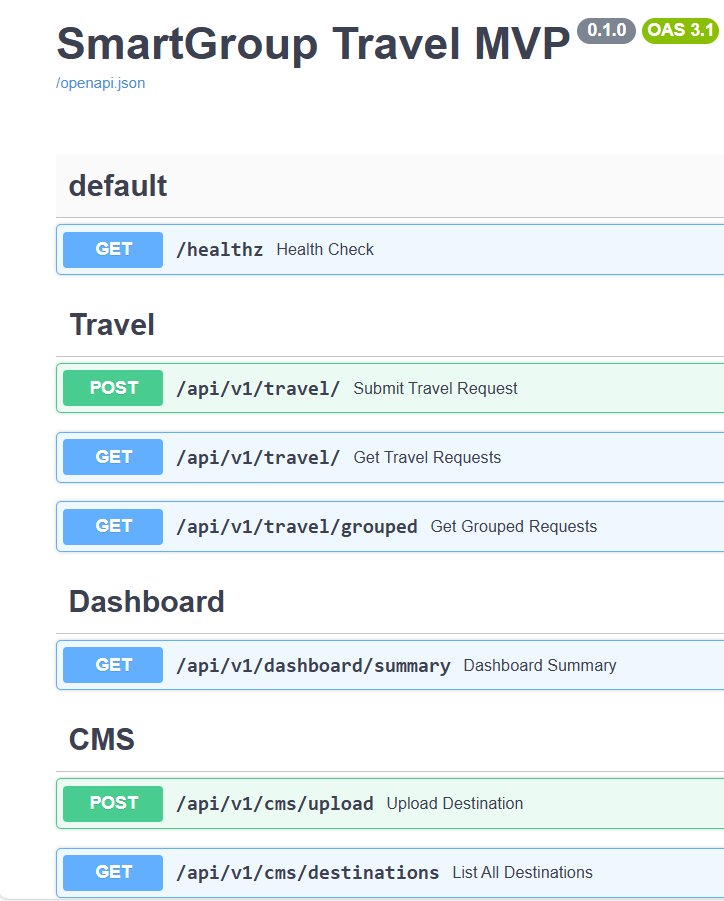 SmartGroup Travel MVP 0.1.0 OAS 3.1
/openapi.json
default
GET /healthz Health Check
Travel
POST /api/v1/travel/ Submit Travel Request
GET /api/v1/travel/ Get Travel Requests
GET /api/v1/travel/grouped Get Grouped Requests
Dashboard
GET /api/v1/dashboard/summary Dashboard Summary
CMS
POST /api/v1/cms/upload Upload Destination
GET /api/v1/cms/destinations List All Destinations